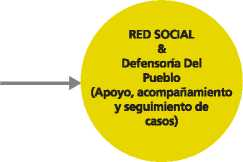 RED SOCIAL
&
Defensoría Del
Pueblo
(Apoyo, acompañamiento
y seguimiento de
casos)